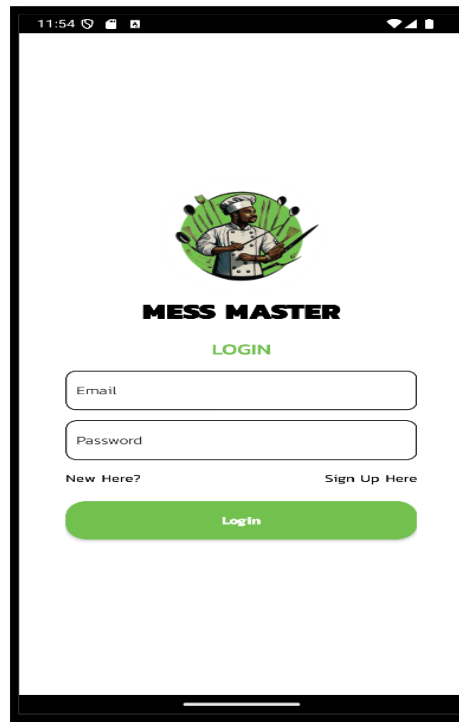 11:54
MESS MASTER
LOGIN
Email
Password
New Here? Sign Up Here
Login